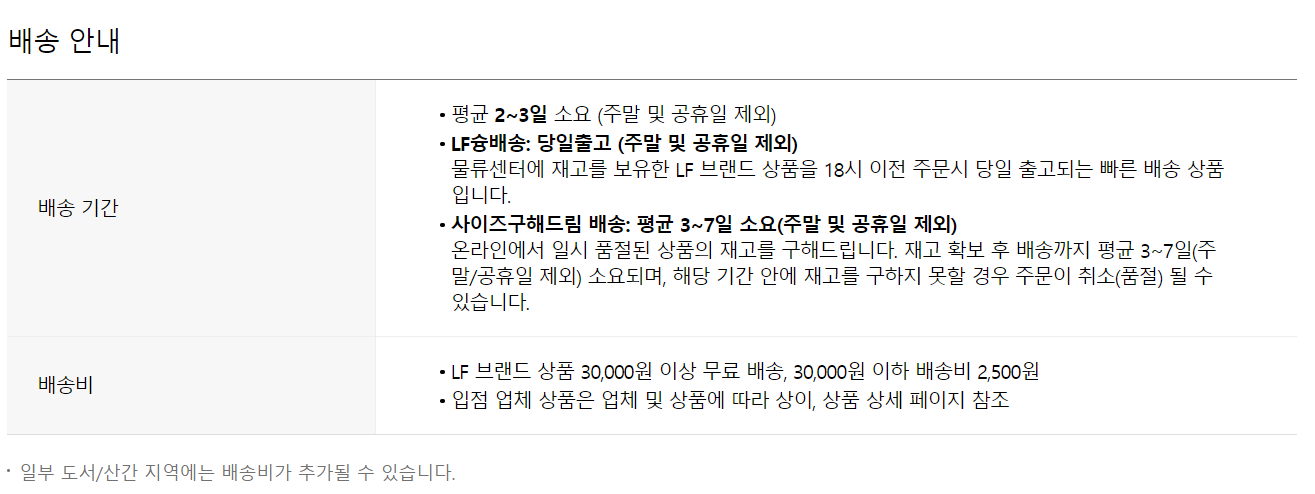 배송 안내
배송 기간
• 평균 2~3일 소요 (주말 및 공휴일 제외)
• LF슝배송: 당일출고 (주말 및 공휴일 제외)
물류센터에 재고를 보유한 LF 브랜드 상품을 18시 이전 주문시 당일 출고되는 빠른 배송 상품
입니다.
• 사이즈구해드림 배송: 평균 3~7일 소요(주말 및 공휴일 제외)
온라인에서 일시 품절된 상품의 재고를 구해드립니다. 재고 확보 후 배송까지 평균 3~7일(주
말/공휴일 제외) 소요되며, 해당 기간 안에 재고를 구하지 못할 경우 주문이 취소(품절) 될 수
있습니다.
배송비
• LF 브랜드 상품 30,000원 이상 무료 배송, 30,000원 이하 배송비 2,500원
• 입점 업체 상품은 업체 및 상품에 따라 상이, 상품 상세 페이지 참조
• 일부 도서/산간 지역에는 배송비가 추가될 수 있습니다.